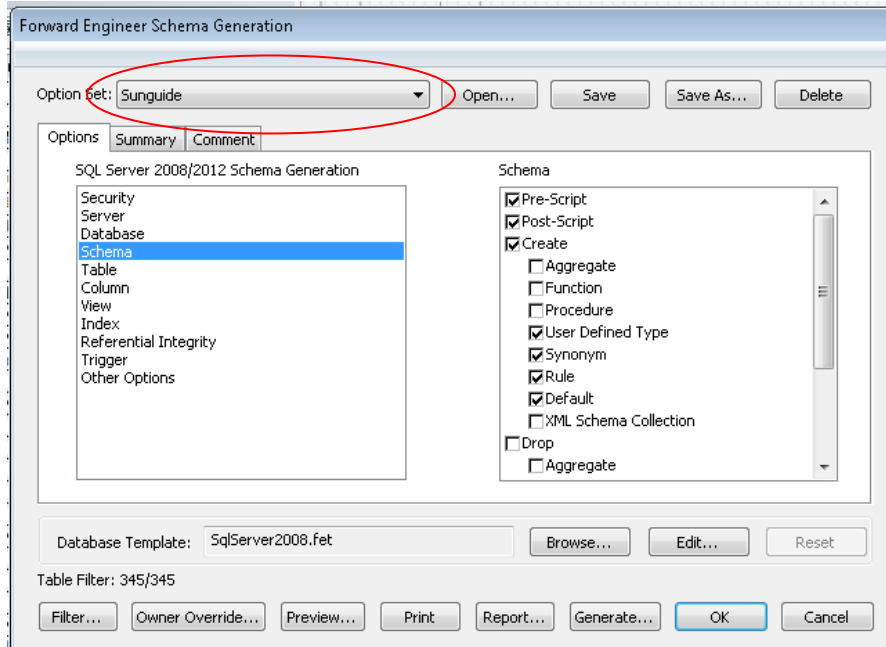 Forward Engineer Schema Generation
Option Set: Sunguide Open... Save Save As... Delete
Options Summary Comment
SQL Server 2008/2012 Schema Generation
Security
Server
Database
Schema
Table
Column
View
Index
Referential Integrity
Trigger
Other Options
Schema
Pre-Script
Post-Script
Create
Aggregate
Function
Procedure
User Defined Type
Synonym
Rule
Default
XML Schema Collection
Drop
Aggregate
Database Template: SqlServer2008.fet Browse... Edit... Reset
Table Filter: 345/345
Filter... Owner Override... Preview... Print Report... Generate... OK Cancel